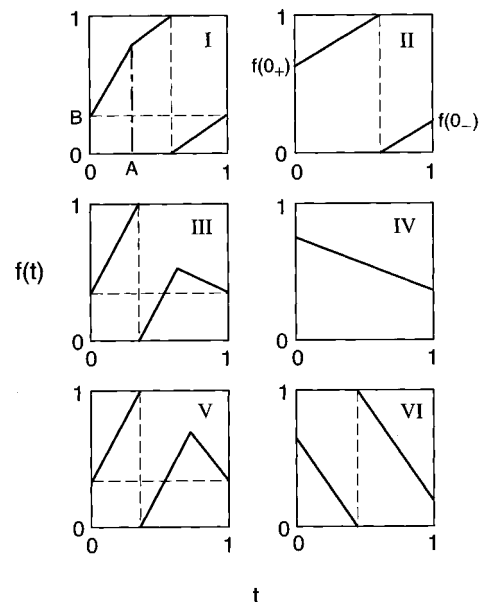 1 I 1 II
f(0+)
B f(0−)
0 0
0 A 1 0 1
1 III 1 IV
f(t)
0 0
0 1 0 1
1 V 1 VI
0 0
0 1 0 1
t